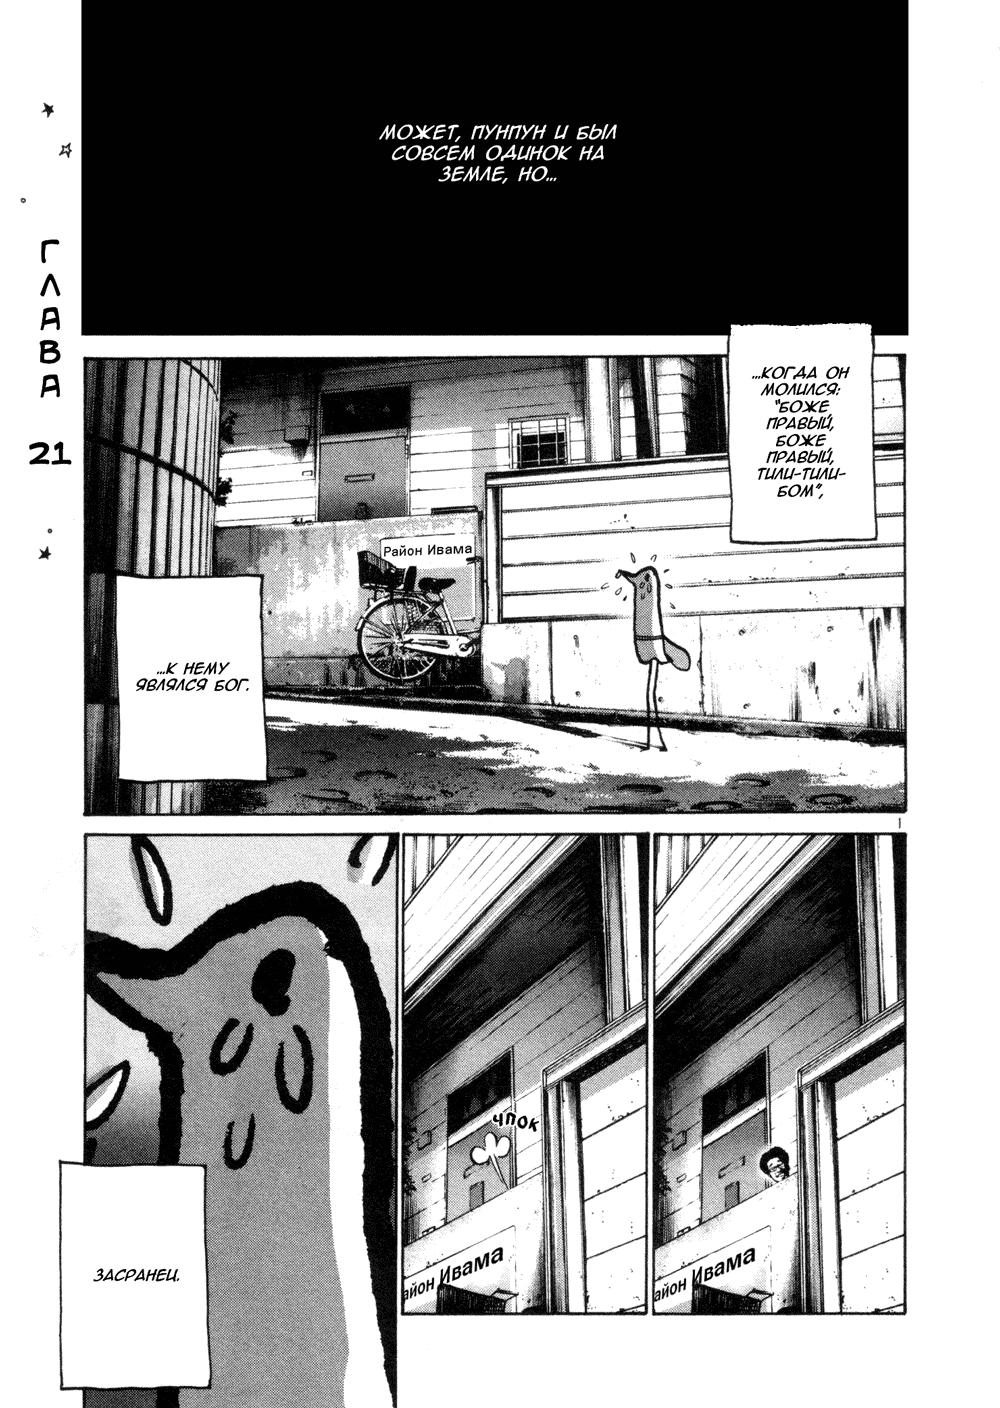 МОЖЕТ, ПУНПУН И БЫЛ
СОВСЕМ ОДИНОК НА
ЗЕМЛЕ, НО...
ГЛАВА
21
...КОГДА ОН
МОЛИЛСЯ:
"БОЖЕ
ПРАВЫЙ,
БОЖЕ
ПРАВЫЙ,
ТИЛИ-ТИЛИ-
БОМ",
Район Ивама
...К НЕМУ
ЯВЛЯЛСЯ БОГ.
1
ЗАСРАНЕЦ.
ЧПОК
айон Ивама
айон Ивама